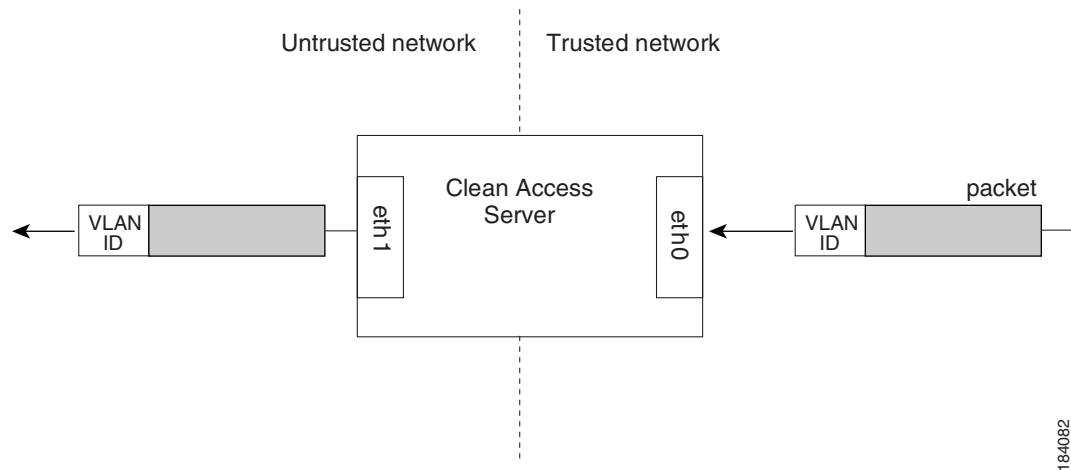 Untrusted network
Trusted network
Clean Access
Server
packet
VLAN
ID
eth1
eth0
VLAN
ID
184082